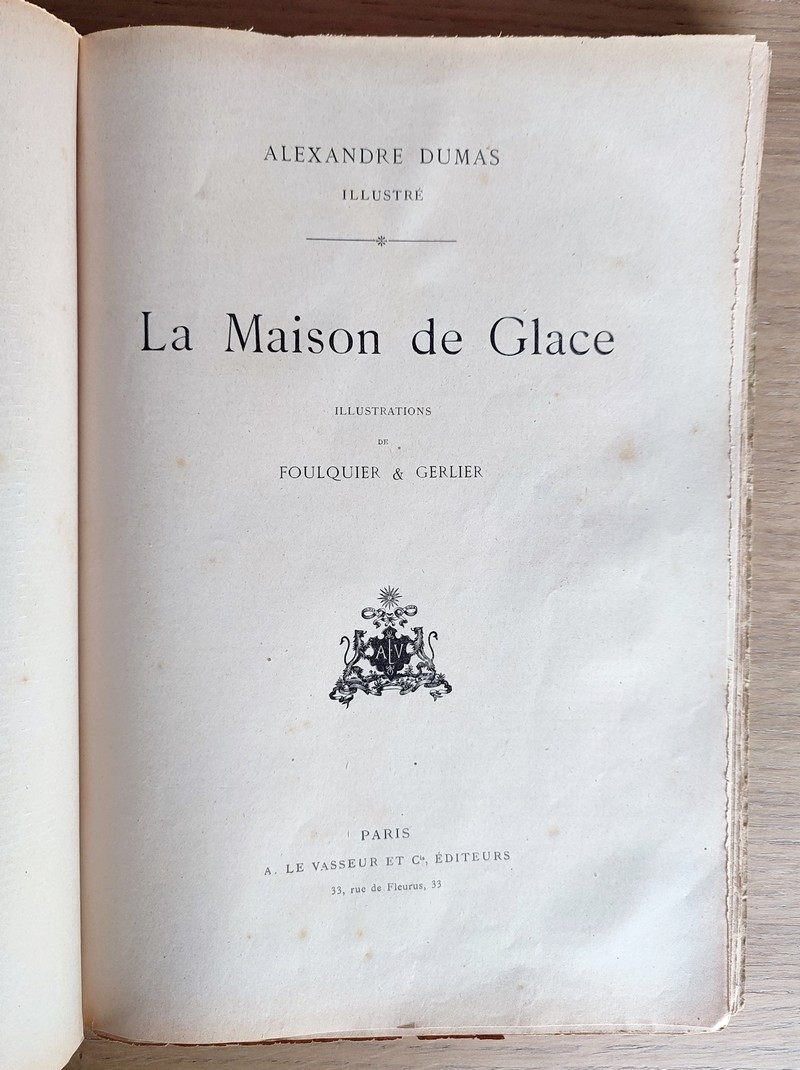 ALEXANDRE DUMAS
ILLUSTRÉ
La Maison de Glace
ILLUSTRATIONS
DE
FOULQUIER & GERLIER
ALV
PARIS
A. LE VASSEUR ET Cie, ÉDITEURS
33, rue de Fleurus, 33